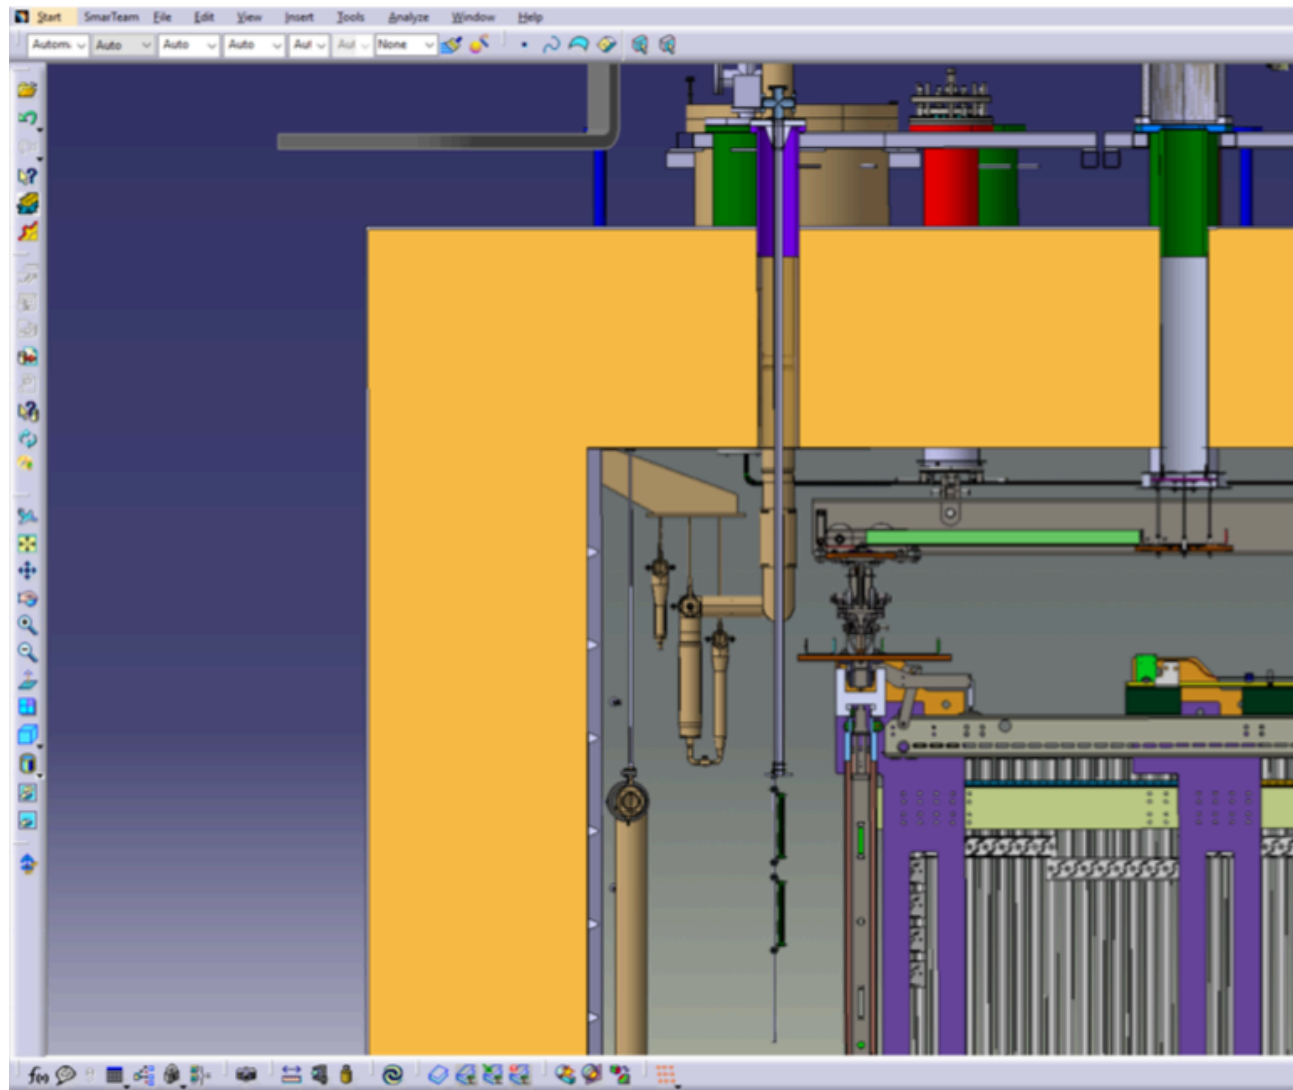 Start SmarTeam File Edit View Insert Tools Analyze Window Help
Autom Auto Auto Auto Aut Aut None
f(x)